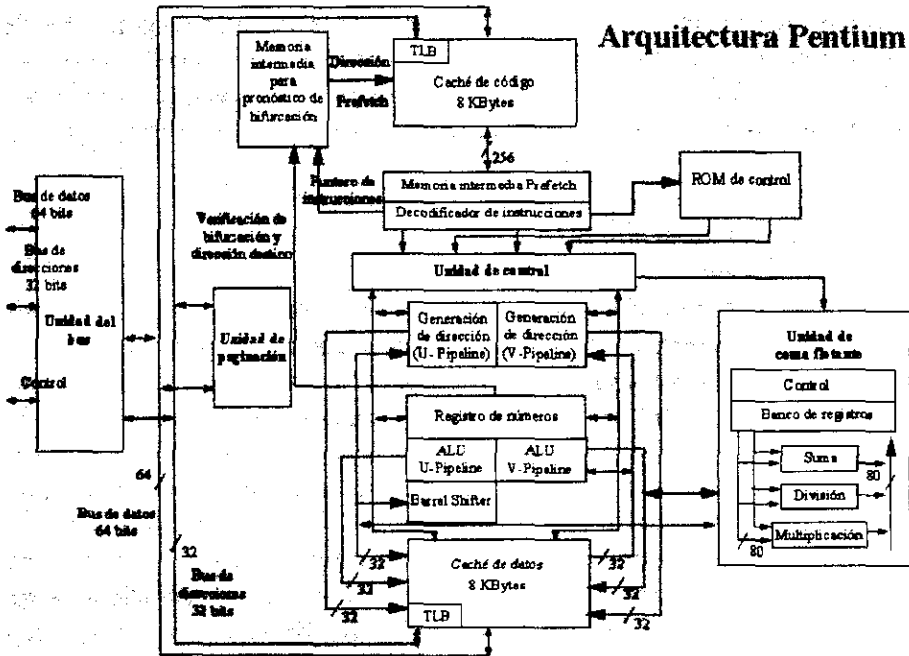 Arquitectura Pentium
Memoria
intermedia
para
pronóstico de
bifurcación
Dirección
Prefetch
TLB
Caché de código
8 KBytes
256
Puntero de
instrucciones
Memoria intermedia Prefetch
Decodificador de instrucciones
ROM de control
Verificación de
bifurcación y
dirección destino
Unidad de control
Bus de datos
64 bits
Bus de
direcciones
32 bits
Unidad del
bus
Control
Unidad de
paginación
Generación
de dirección
(U-Pipeline)
Generación
de dirección
(V-Pipeline)
Registro de números
ALU
U-Pipeline
ALU
V-Pipeline
Barrel Shifter
Unidad de
coma flotante
Control
Banco de registros
Suma
80
División
Multiplicación
80
64
Bus de datos
64 bits
32
Bus de
direcciones
32 bits
32
32
32
Caché de datos
8 KBytes
TLB
32
32
32